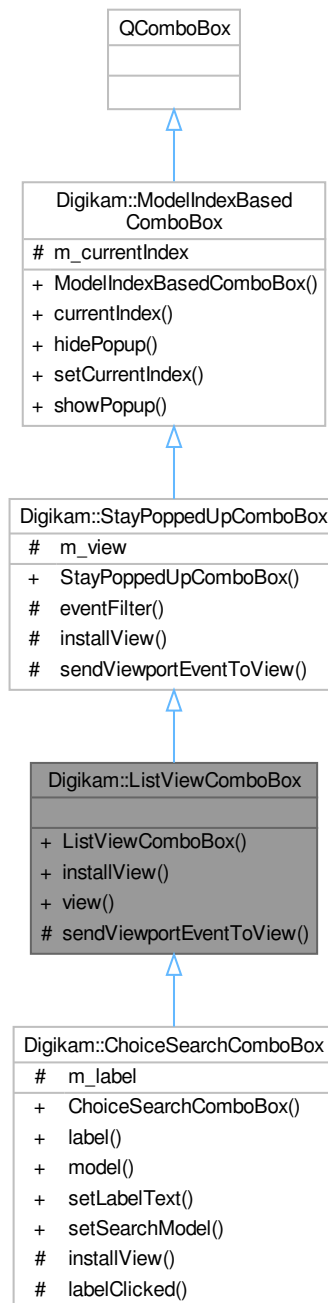 QComboBox
Digikam::ModelIndexBased
ComboBox
# m_currentIndex
+ ModelIndexBasedComboBox()
+ currentIndex()
+ hidePopup()
+ setCurrentIndex()
+ showPopup()
Digikam::StayPoppedUpComboBox
# m_view
+ StayPoppedUpComboBox()
# eventFilter()
# installView()
# sendViewportEventToView()
Digikam::ListViewComboBox
+ ListViewComboBox()
+ installView()
+ view()
# sendViewportEventToView()
Digikam::ChoiceSearchComboBox
# m_label
+ ChoiceSearchComboBox()
+ label()
+ model()
+ setLabelText()
+ setSearchModel()
# installView()
# labelClicked()